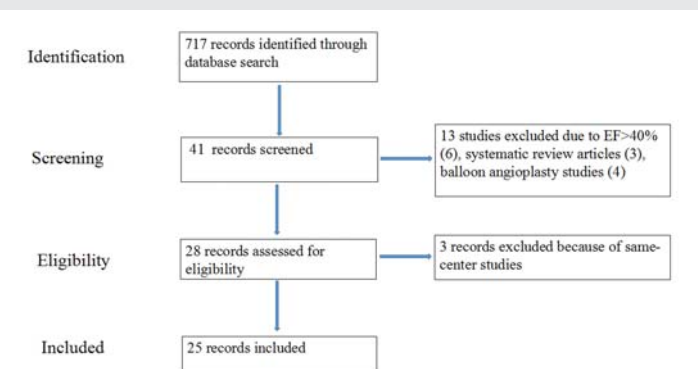 Identification
717 records identified through
database search
Screening
41 records screened
13 studies excluded due to EF>40%
(6), systematic review articles (3),
balloon angioplasty studies (4)
Eligibility
28 records assessed for
eligibility
3 records excluded because of same-
center studies
Included
25 records included